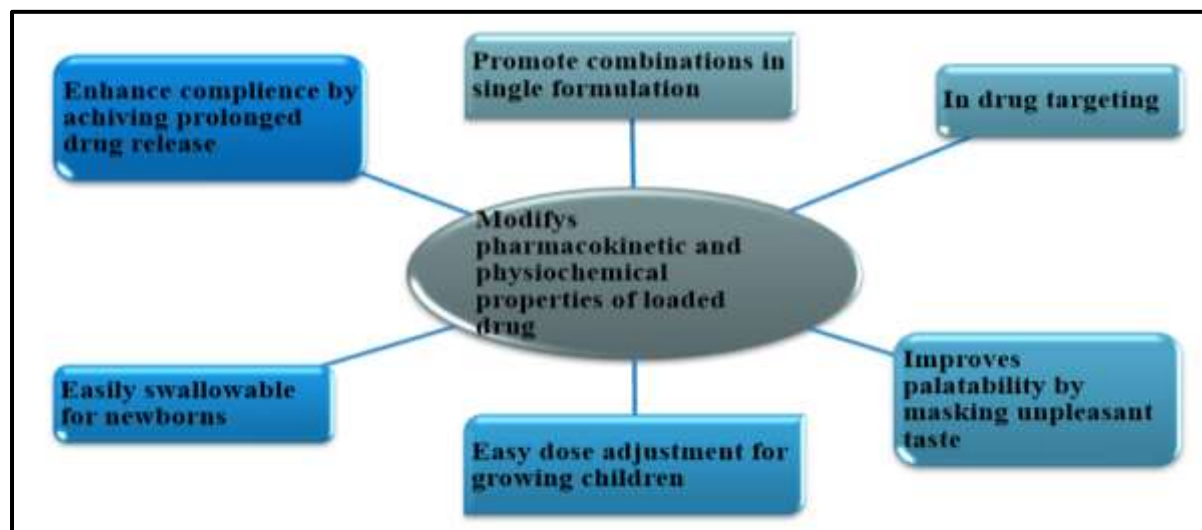 Enhance complience by
achiving prolonged
drug release
Promote combinations in
single formulation
In drug targeting
Modifys
pharmacokinetic and
physiochemical
properties of loaded
drug
Easily swallowable
for newborns
Easy dose adjustment for
growing children
Improves
palatability by
masking unpleasant
taste